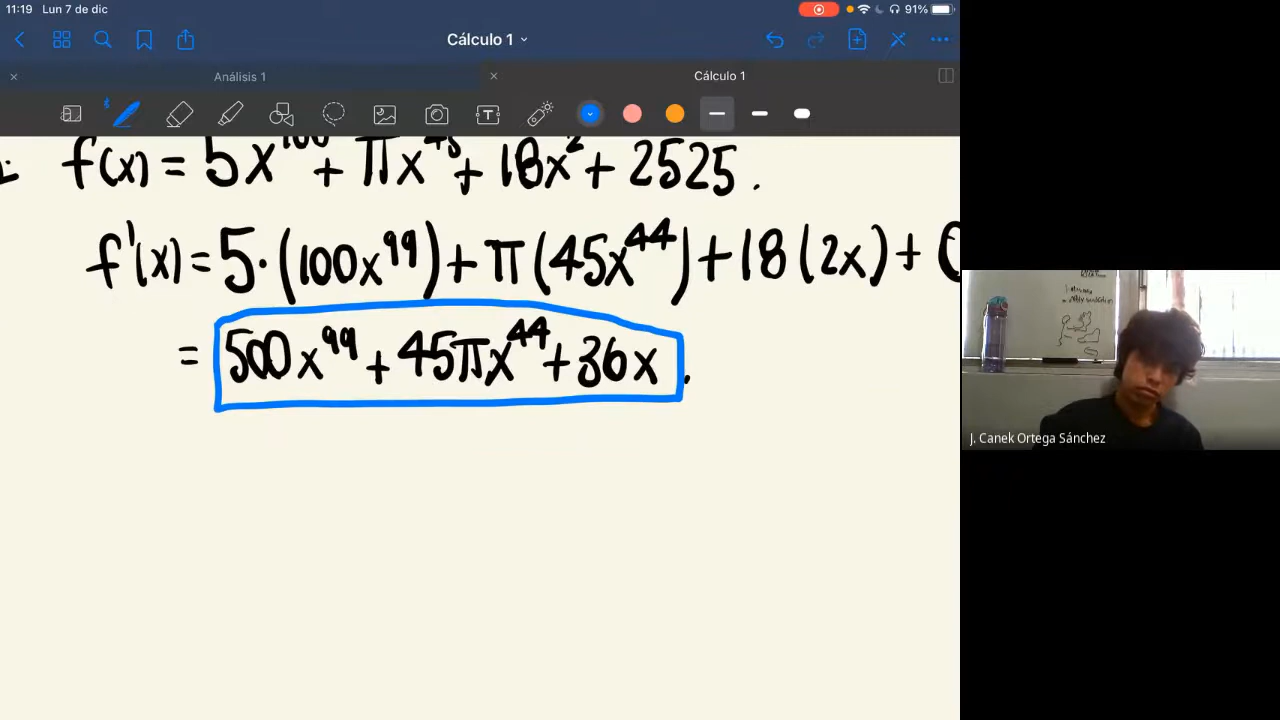 11:19 Lun 7 de dic 91%
Cálculo 1
Análisis 1
Cálculo 1
f(x) = 5x¹⁰⁰ + πx⁴⁵ + 18x² + 2525.
f'(x) = 5·(100x⁹⁹) + π(45x⁴⁴) + 18(2x) +
= 500x⁹⁹ + 45πx⁴⁴ + 36x.
J. Canek Ortega Sánchez